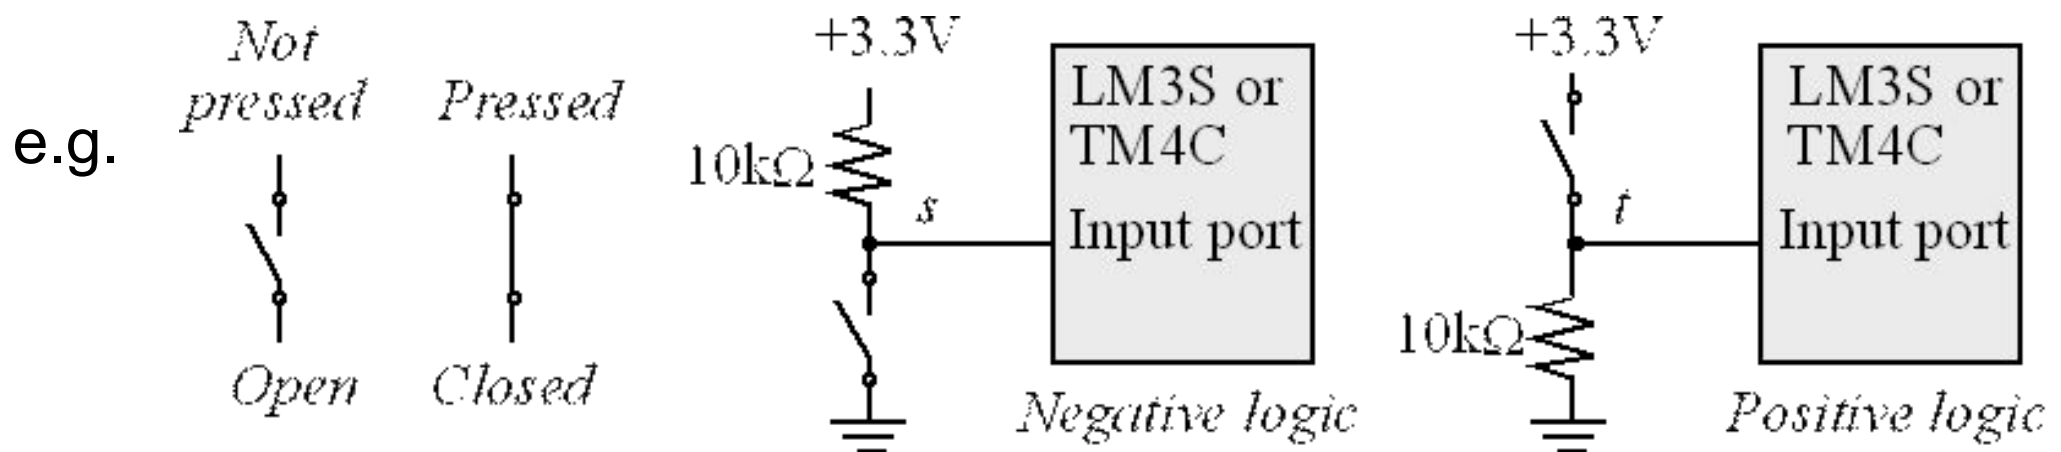 e.g.
Not
pressed
Open
Pressed
Closed
+3.3V
10kΩ
s
LM3S or
TM4C
Input port
Negative logic
+3.3V
t
10kΩ
LM3S or
TM4C
Input port
Positive logic